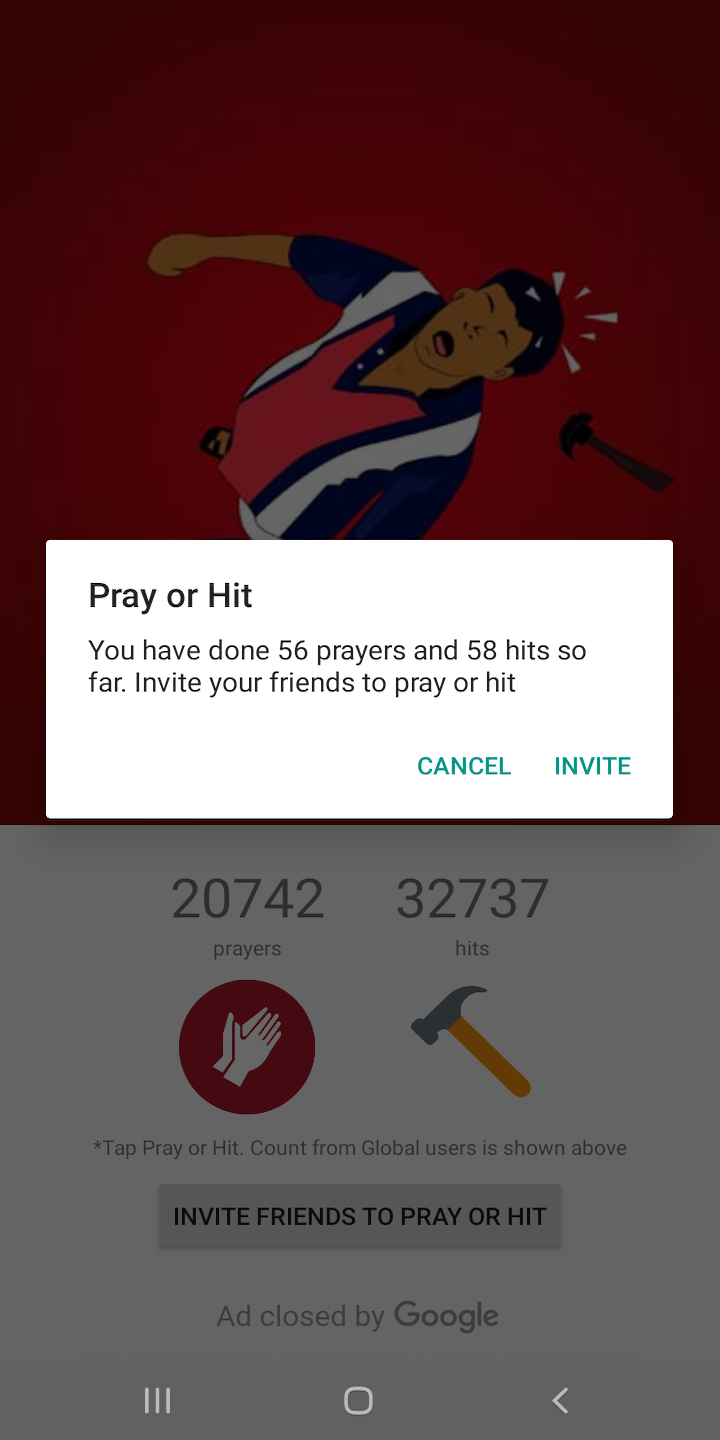 Pray or Hit
You have done 56 prayers and 58 hits so
far. Invite your friends to pray or hit
CANCEL INVITE
20742 32737
prayers hits
*Tap Pray or Hit. Count from Global users is shown above
INVITE FRIENDS TO PRAY OR HIT
Ad closed by Google